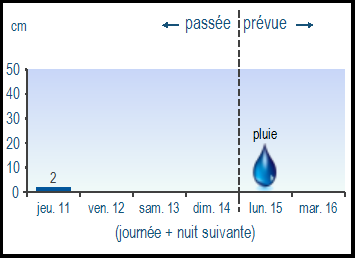 ← passée prévue →
cm
50
40
30
20
10
0
pluie
2
jeu. 11 ven. 12 sam. 13 dim. 14 lun. 15 mar. 16
(journée + nuit suivante)